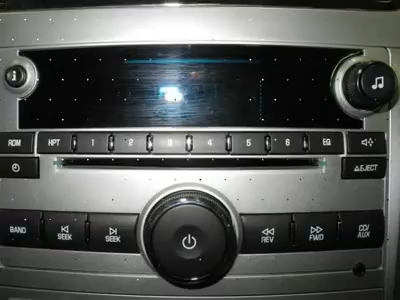 i
RDM HPT 1 2 3 4 5 6 EQ
EJECT
BAND SEEK SEEK REV FWD CD/
AUX